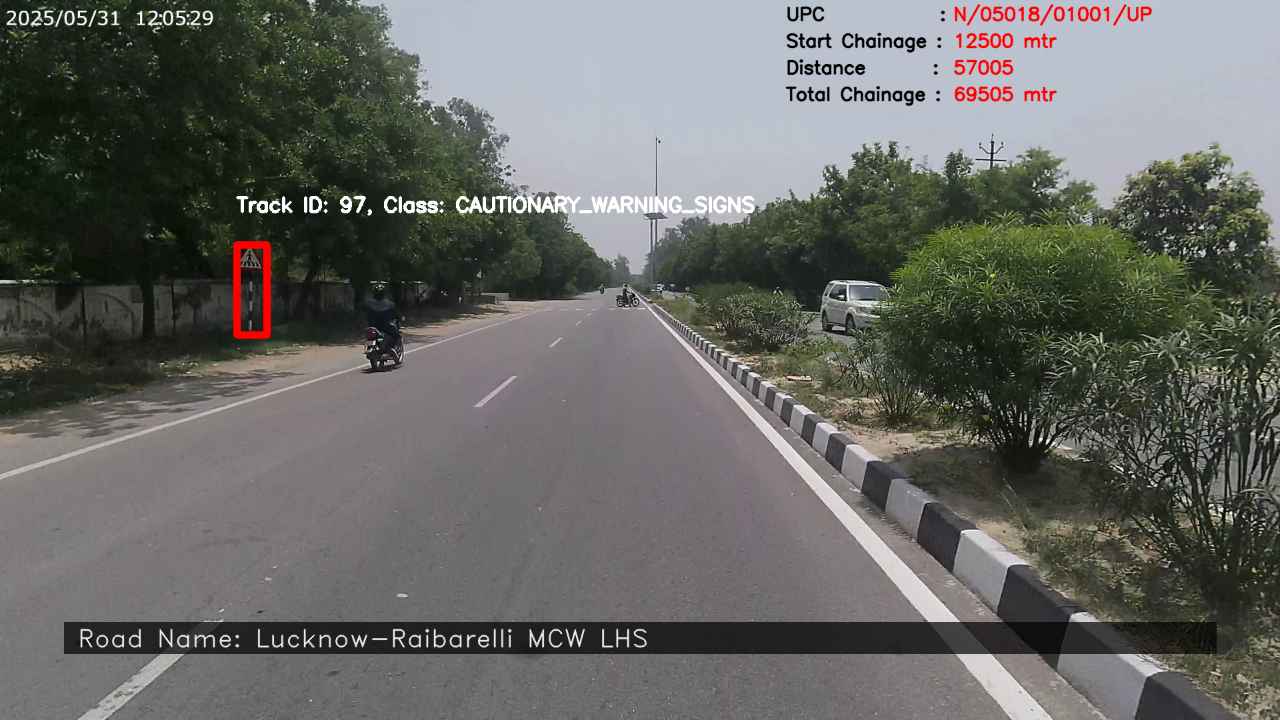 2025/05/31 12:05:29
UPC : N/05018/01001/UP
Start Chainage : 12500 mtr
Distance : 57005
Total Chainage : 69505 mtr
Track ID: 97, Class: CAUTIONARY_WARNING_SIGNS
Road Name: Lucknow-Raibarelli MCW LHS